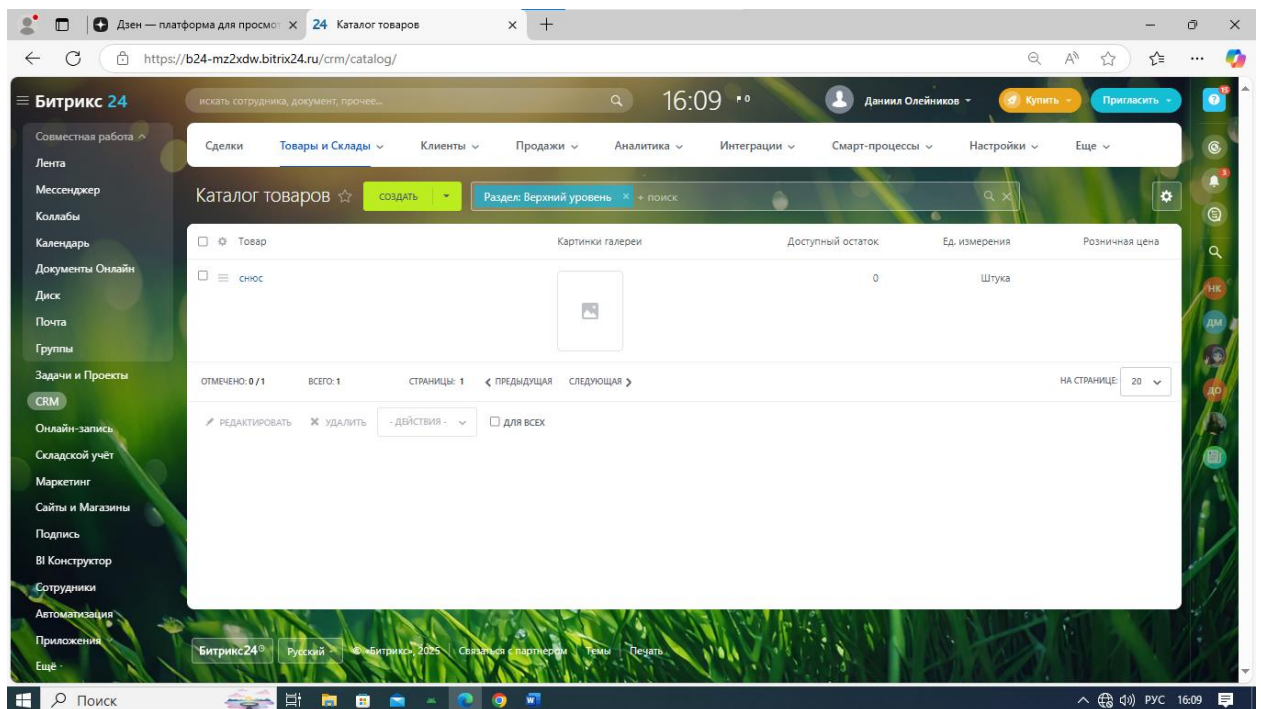 Дзен — платформа для просмот
24 Каталог товаров
https://b24-mz2xdw.bitrix24.ru/crm/catalog/
Битрикс 24
искать сотрудника, документ, прочее...
16:09
0
Даниил Олейников
Купить
Пригласить
15
Совместная работа
Лента
Мессенджер
Коллабы
Календарь
Документы Онлайн
Диск
Почта
Группы
Задачи и Проекты
CRM
Онлайн-запись
Складской учёт
Маркетинг
Сайты и Магазины
Подпись
BI Конструктор
Сотрудники
Автоматизация
Приложения
Ещё
Сделки Товары и Склады Клиенты Продажи Аналитика Интеграции Смарт-процессы Настройки Еще
Каталог товаров СОЗДАТЬ Раздел: Верхний уровень × + поиск
Товар Картинки галереи Доступный остаток Ед. измерения Розничная цена
снюс 0 Штука
ОТМЕЧЕНО: 0 / 1 ВСЕГО: 1 СТРАНИЦЫ: 1 ПРЕДЫДУЩАЯ СЛЕДУЮЩАЯ НА СТРАНИЦЕ: 20
РЕДАКТИРОВАТЬ УДАЛИТЬ - ДЕЙСТВИЯ - ДЛЯ ВСЕХ
Битрикс24 Русский © «Битрикс», 2025 Связаться с партнером Темы Печать
3
НК
ДМ
ДО
Поиск
РУС 16:09